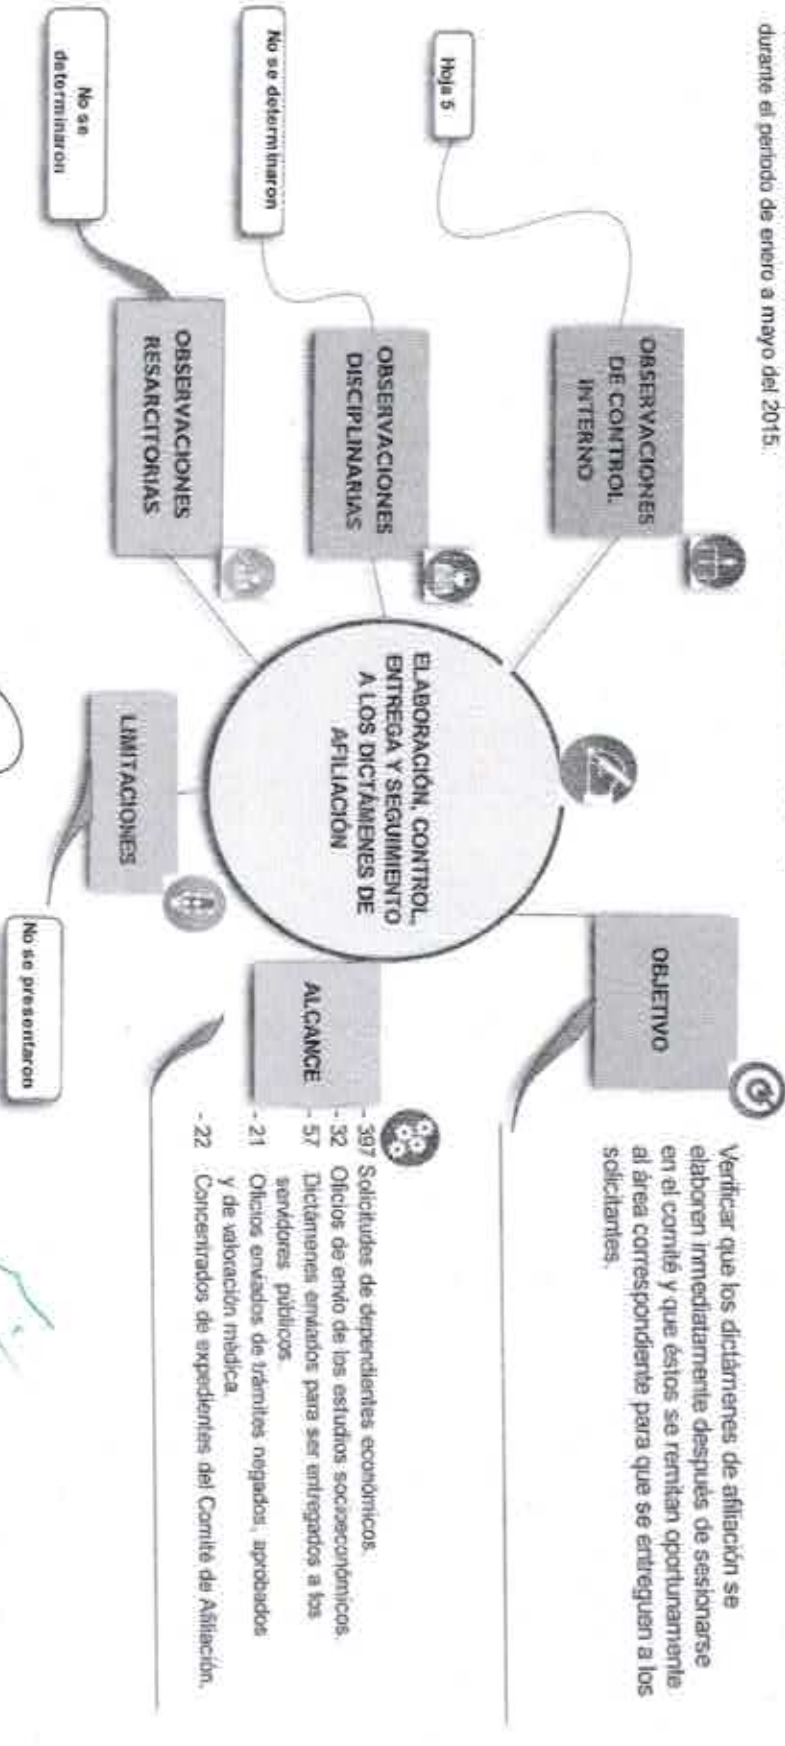 durante el periodo de enero a mayo del 2015.
Hoja 5
OBSERVACIONES
DE CONTROL
INTERNO
No se determinaron
OBSERVACIONES
DISCIPLINARIAS
No se
determinaron
OBSERVACIONES
RESARCITORIAS
ELABORACIÓN, CONTROL,
ENTREGA Y SEGUIMIENTO
A LOS DICTÁMENES DE
AFILIACIÓN
LIMITACIONES
No se presentaron
OBJETIVO
Verificar que los dictámenes de afiliación se
elaboren inmediatamente después de sesionarse
en el comité y que éstos se remitan oportunamente
al área correspondiente para que se entreguen a los
solicitantes.
ALCANCE
- 397 Solicitudes de dependientes económicos.
- 32 Oficios de envío de los estudios socioeconómicos.
- 57 Dictámenes enviados para ser entregados a los
servidores públicos.
- 21 Oficios enviados de trámites negados, aprobados
y de valoración médica.
- 22 Concentrados de expedientes del Comité de Afiliación.